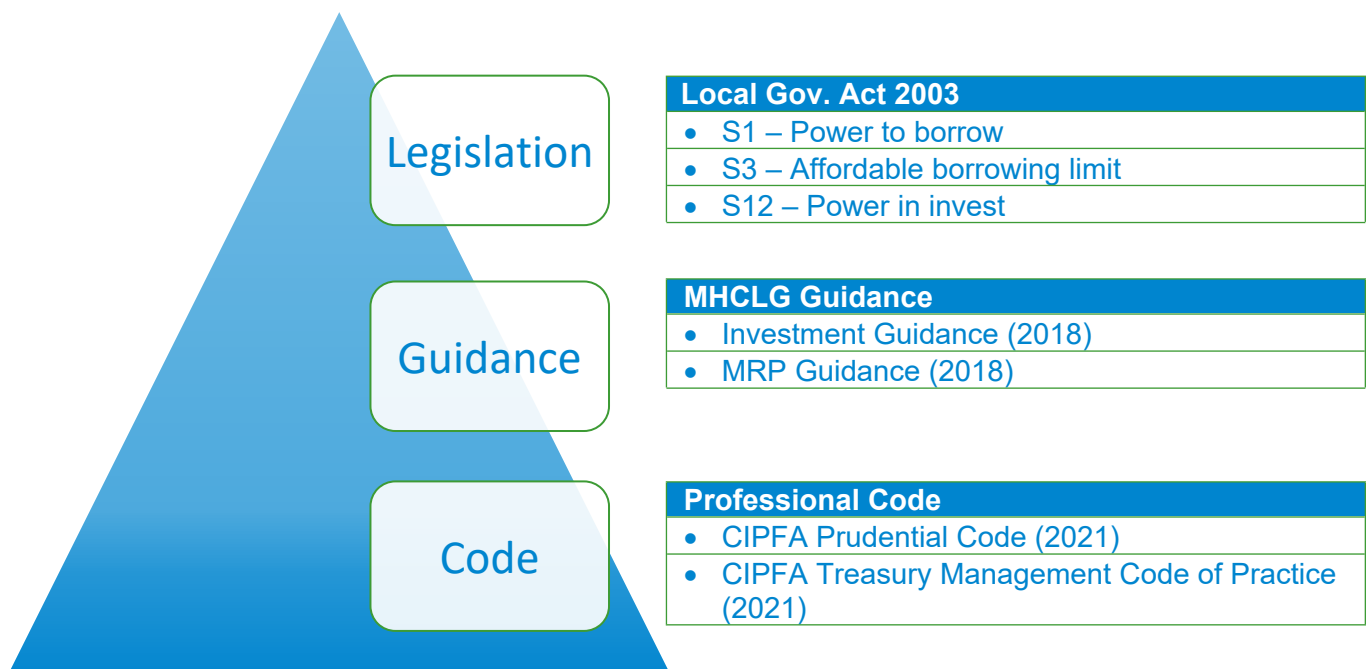 Legislation
Local Gov. Act 2003
• S1 – Power to borrow
• S3 – Affordable borrowing limit
• S12 – Power in invest
Guidance
MHCLG Guidance
• Investment Guidance (2018)
• MRP Guidance (2018)
Code
Professional Code
• CIPFA Prudential Code (2021)
• CIPFA Treasury Management Code of Practice
(2021)